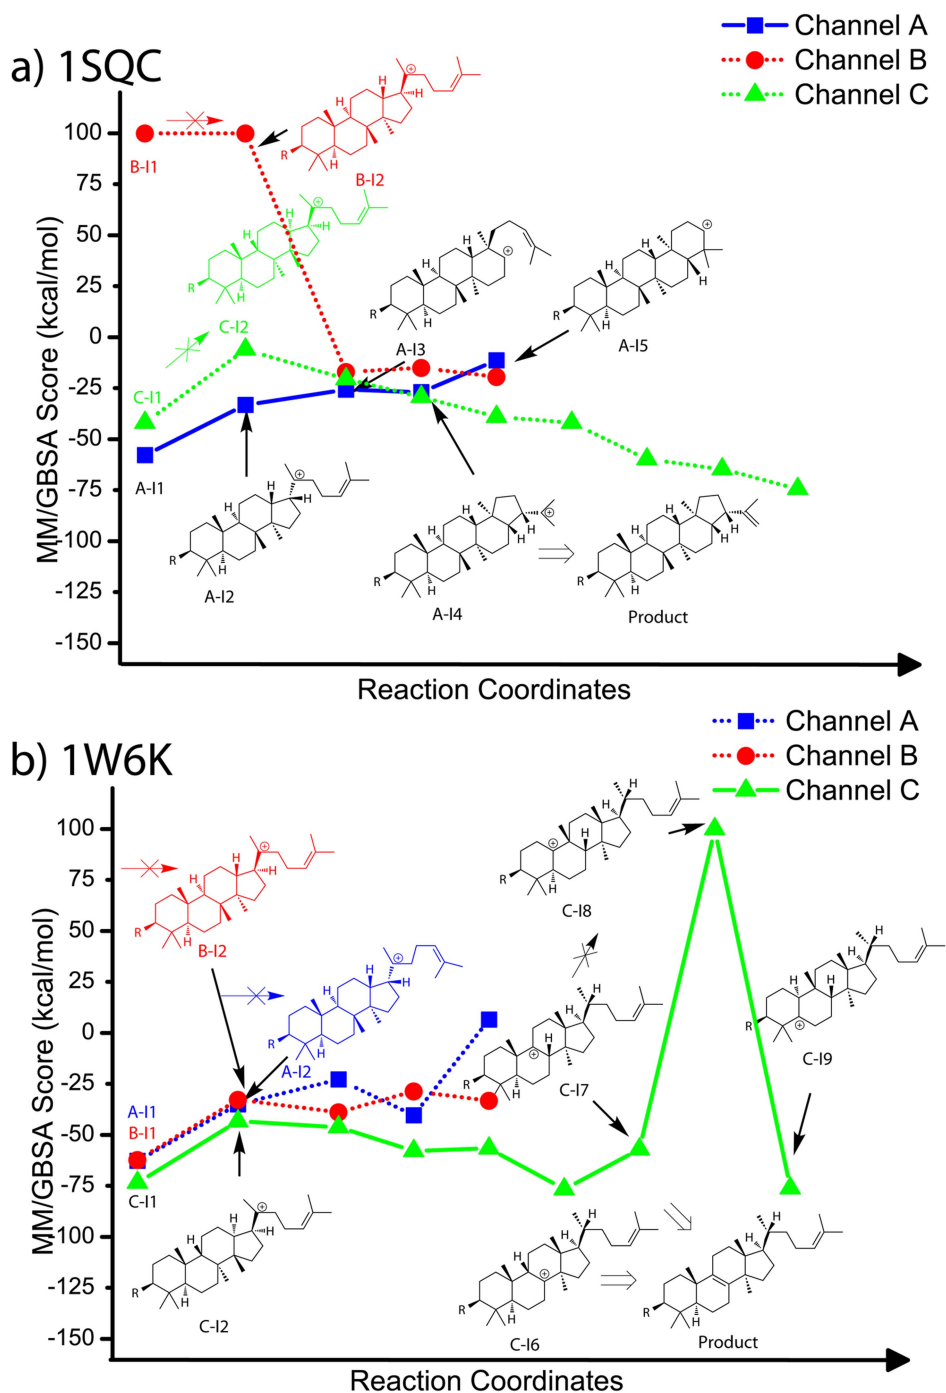 Channel A
Channel B
Channel C
a) 1SQC
100
75
50
25
0
-25
-50
-75
-100
-125
-150
MM/GBSA Score (kcal/mol)
Reaction Coordinates
B-I1
R
H
H
H
B-I2
R
H
H
H
C-I2
C-I1
R
H
H
H
A-I3
R
H
H
H
A-I5
A-I1
R
H
H
H
H
A-I2
R
H
H
H
H
A-I4
R
H
H
H
H
Product
Channel A
Channel B
Channel C
b) 1W6K
100
75
50
25
0
-25
-50
-75
100
-125
-150
MM/GBSA Score (kcal/mol)
Reaction Coordinates
R
H
H
H
H
B-I2
R
H
H
H
A-I2
A-I1
B-I1
C-I1
R
H
H
H
H
C-I2
R
H
H
H
C-I8
R
H
H
H
C-I7
R
H
H
H
C-I9
R
H
H
H
C-I6
R
H
H
Product